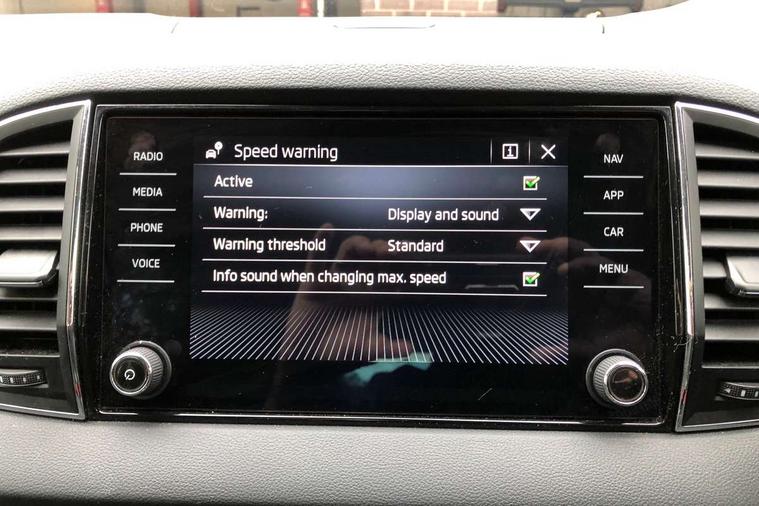 Speed warning
Active
Warning: Display and sound
Warning threshold Standard
Info sound when changing max. speed
RADIO
MEDIA
PHONE
VOICE
NAV
APP
CAR
MENU